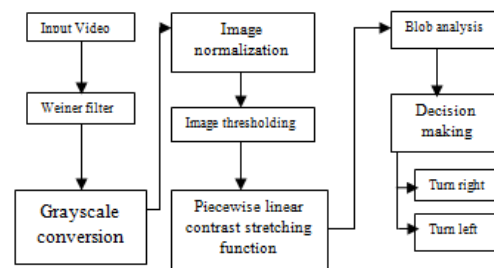 Input Video
Weiner filter
Grayscale
conversion
Image
normalization
Image thresholding
Piecewise linear
contrast stretching
function
Blob analysis
Decision
making
Turn right
Turn left